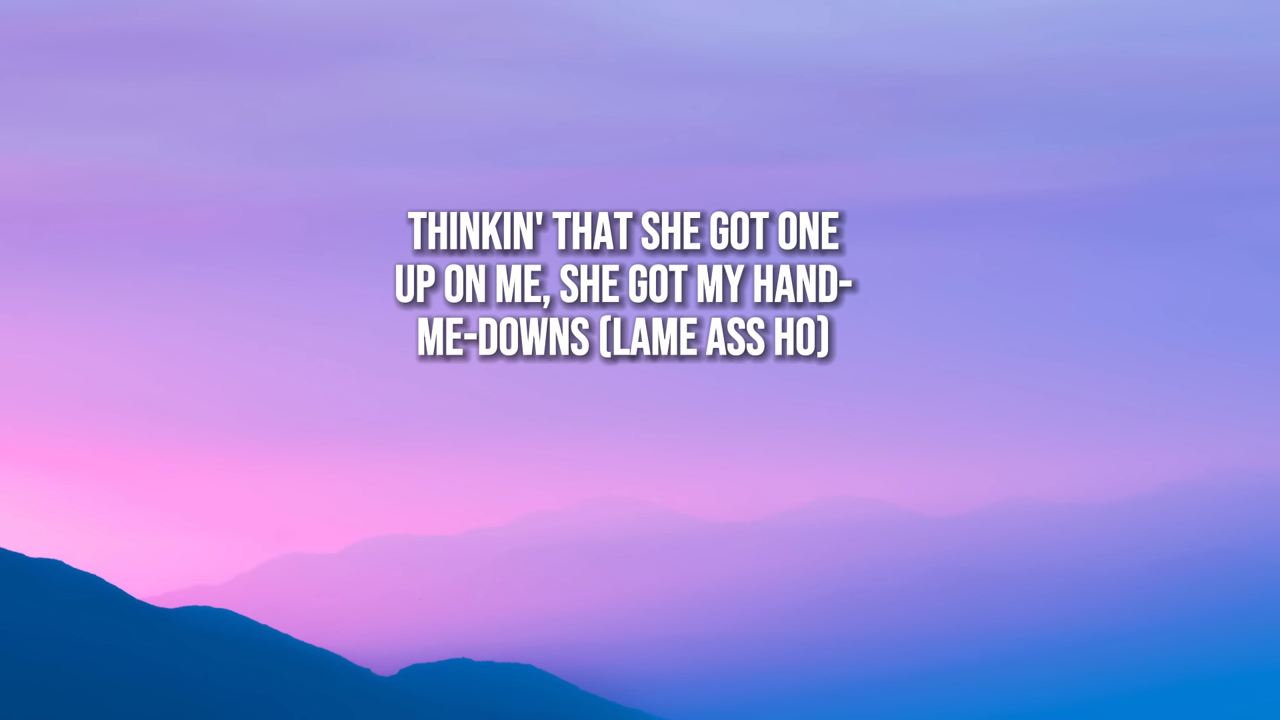 THINKIN' THAT SHE GOT ONE
UP ON ME, SHE GOT MY HAND-
ME-DOWNS (LAME ASS HO)